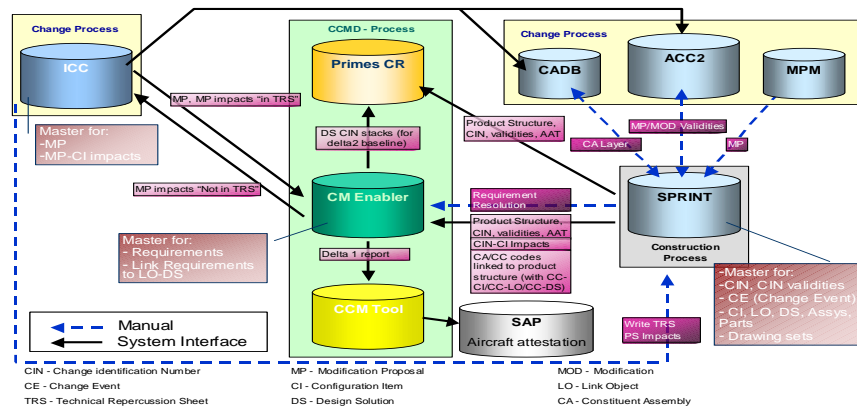 Change Process
ICC
CCMD - Process
Primes CR
Change Process
CADB
ACC2
MPM
MP, MP impacts "in TRS"
DS CIN stacks (for
delta2 baseline)
Product Structure,
CIN, validities, AAT
MP/MOD Validities
CA Layer
MP
Master for:
- MP
- MP-CI impacts
MP impacts "Not in TRS"
CM Enabler
Requirement
Resolution
SPRINT
Construction
Process
Product Structure,
CIN, validities, AAT
CIN-CI Impacts
CA/CC codes
linked to product
structure (with CC-
CI/CC-LO/CC-DS)
Master for:
- Requirements
- Link Requirements
to LO-DS
Delta 1 report
CCM Tool
SAP
Aircraft attestation
-Master for:
-CIN, CIN validities
- CE (Change Event)
- CI, LO, DS, Assys,
Parts
- Drawing sets
Write TRS
PS Impacts
Manual
System Interface
CIN - Change identification Number
MP - Modification Proposal
MOD - Modification
CE - Change Event
CI - Configuration Item
LO - Link Object
TRS - Technical Repercussion Sheet
DS - Design Solution
CA - Constituent Assembly